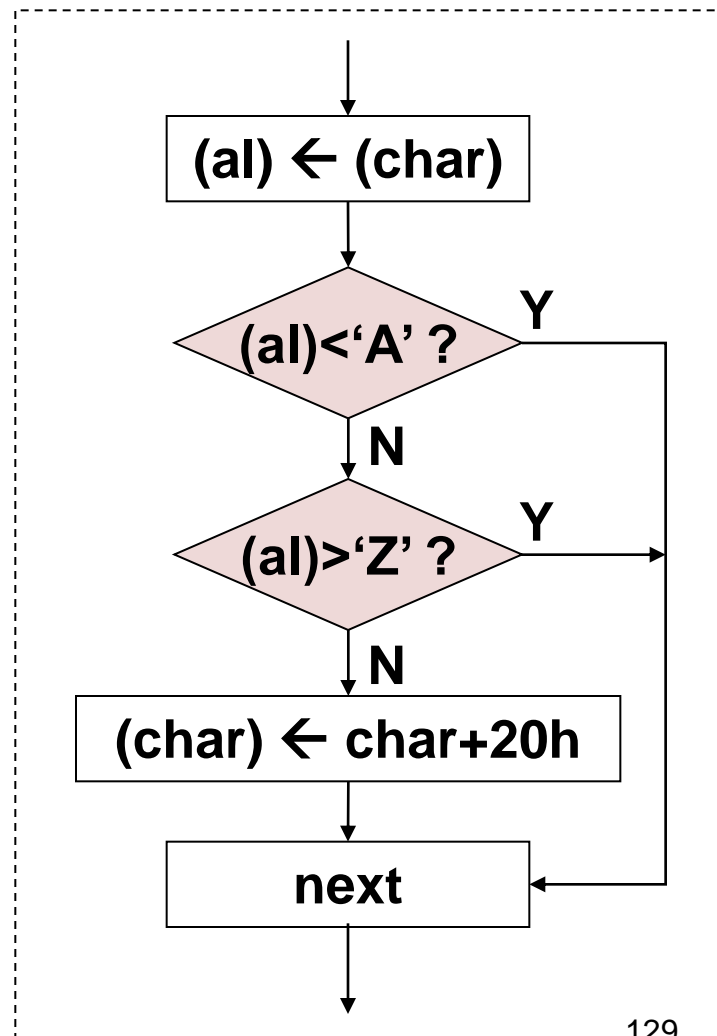 (al) ← (char)
(al)<‘A’ ?
Y
N
(al)>‘Z’ ?
Y
N
(char) ← char+20h
next
129